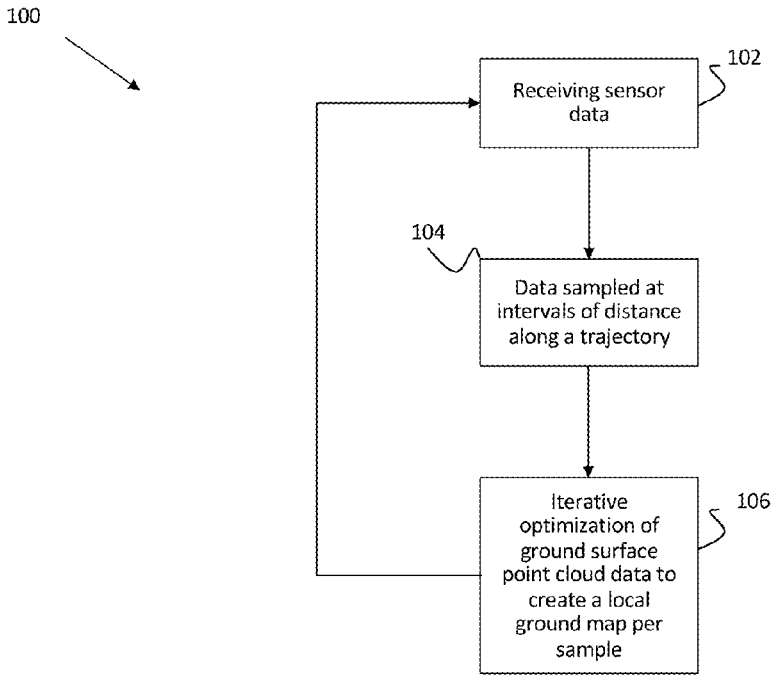 100
102
Receiving sensor
data
104
Data sampled at
intervals of distance
along a trajectory
106
Iterative
optimization of
ground surface
point cloud data to
create a local
ground map per
sample